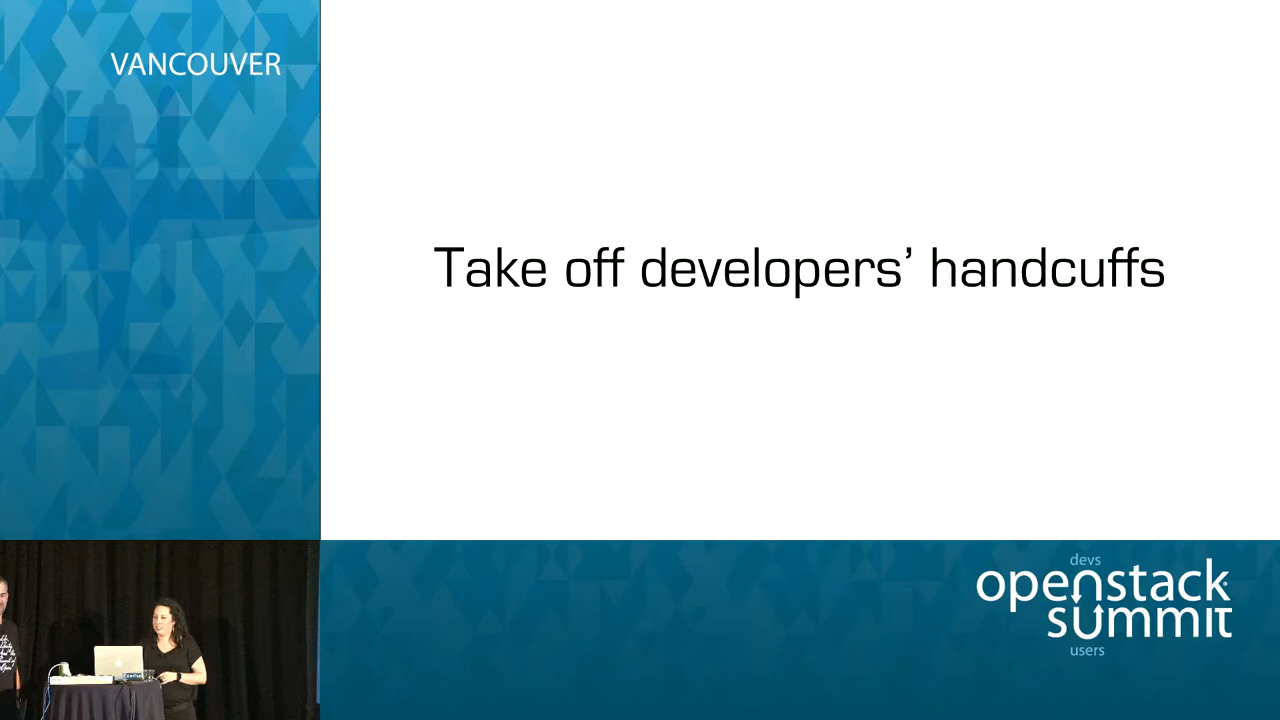 VANCOUVER
Take off developers’ handcuffs
devs
openstack
summit
users